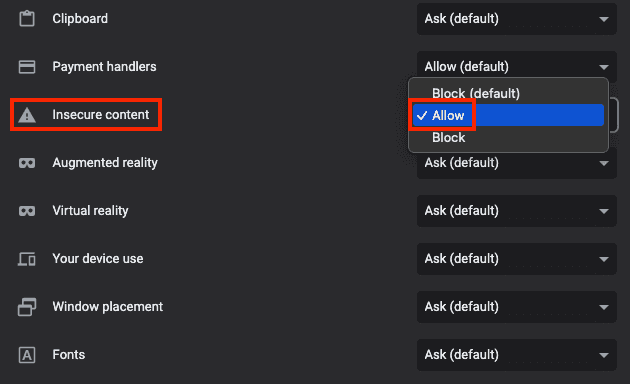 Clipboard Ask (default)
Payment handlers Allow (default)
Block (default)
Insecure content ✓ Allow
Block
Augmented reality Ask (default)
Virtual reality Ask (default)
Your device use Ask (default)
Window placement Ask (default)
A Fonts Ask (default)